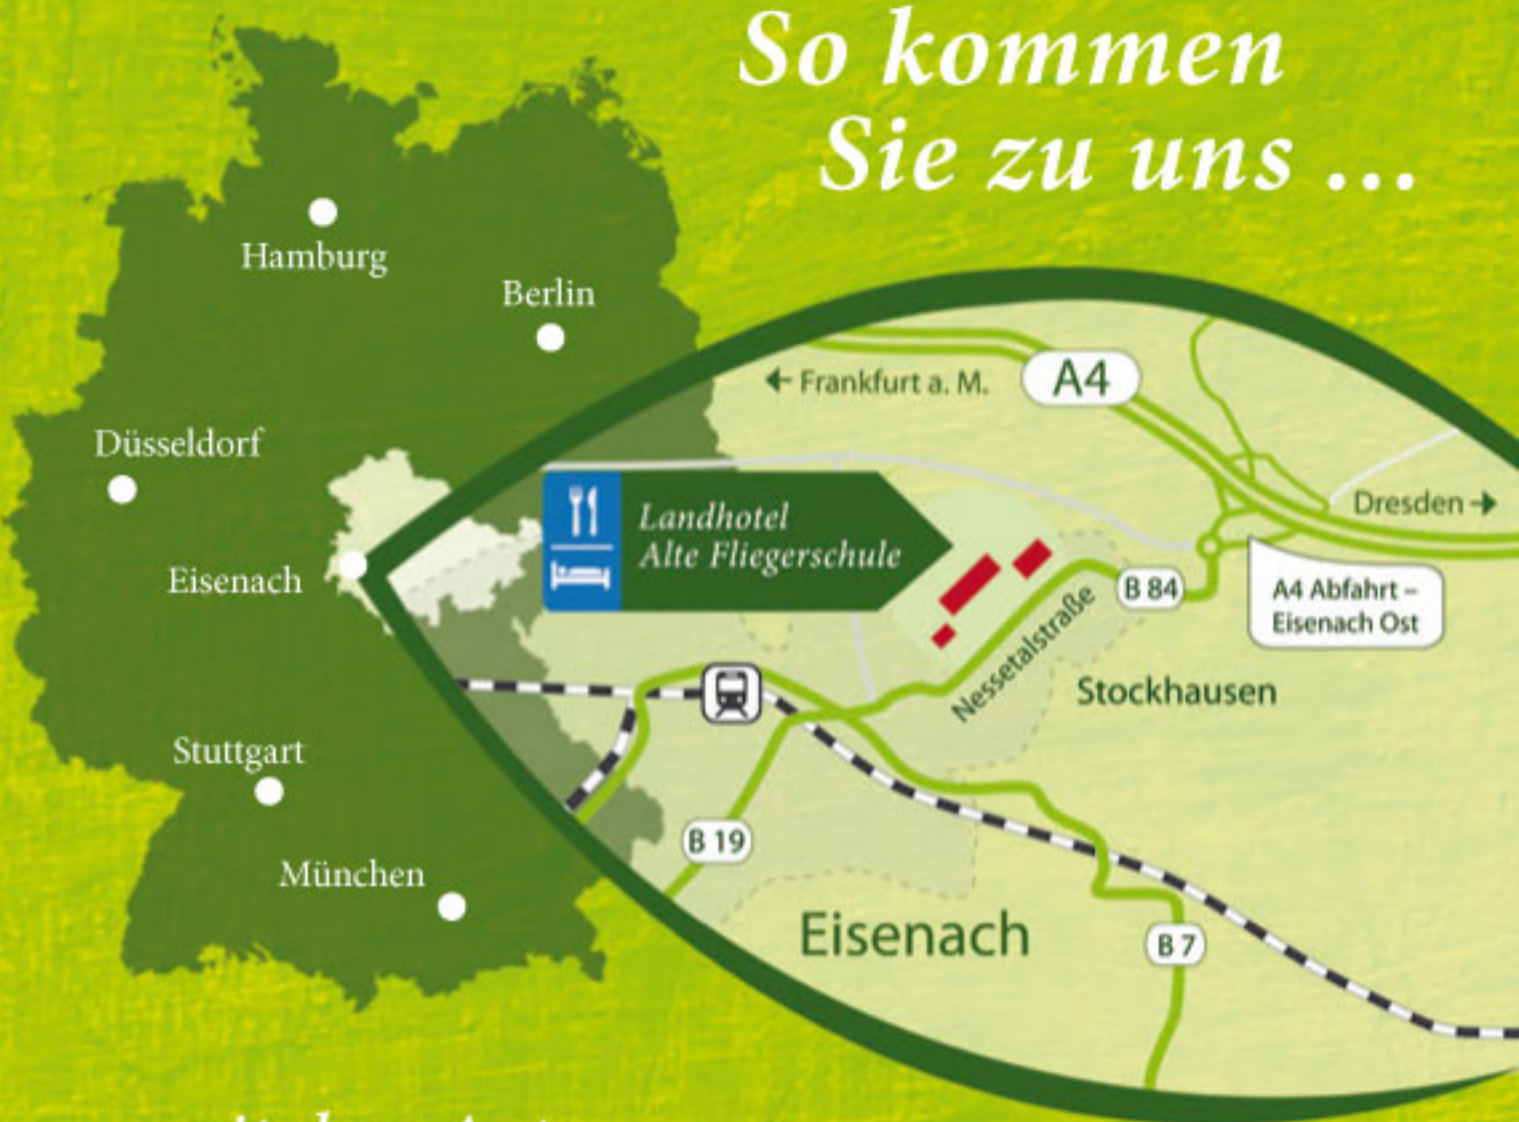 So kommen
Sie zu uns ...
Hamburg
Berlin
Düsseldorf
Eisenach
Stuttgart
München
← Frankfurt a. M.
A4
Dresden →
Landhotel
Alte Fliegerschule
B 84
A4 Abfahrt –
Eisenach Ost
Nessetalstraße
Stockhausen
B 19
Eisenach
B 7